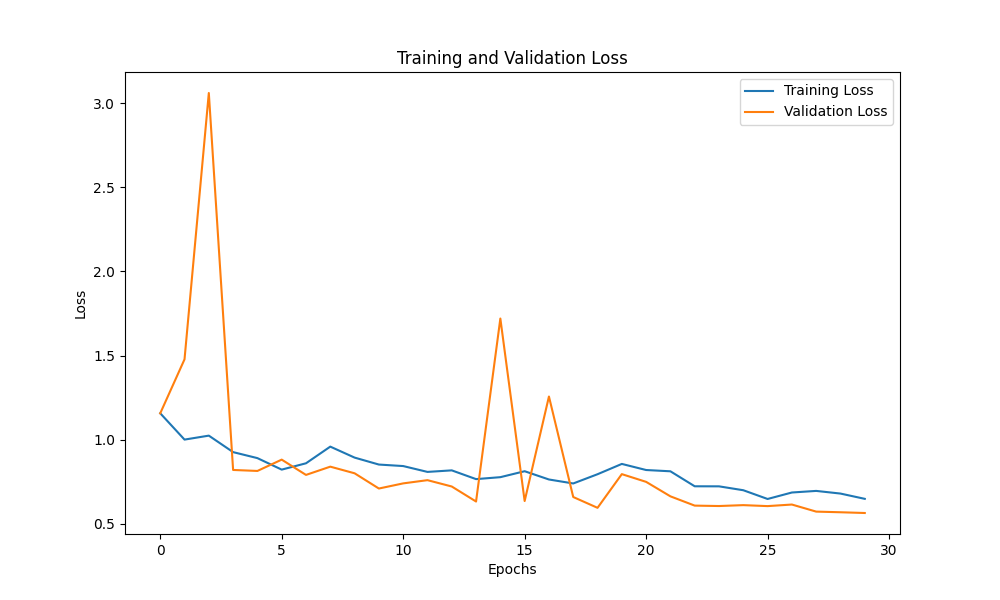 Training and Validation Loss
Training Loss
Validation Loss
3.0
2.5
2.0
1.5
1.0
0.5
Loss
0 5 10 15 20 25 30
Epochs